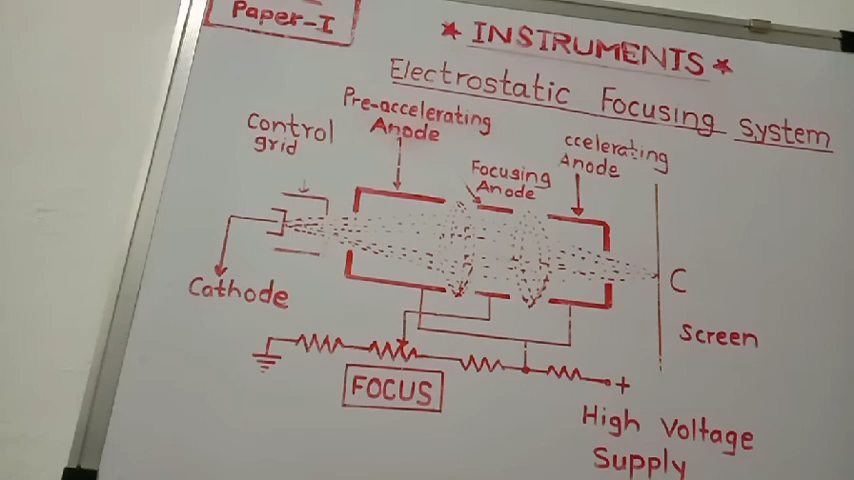 Paper-I
★ INSTRUMENTS ★
Electrostatic Focusing System
Pre-accelerating
Anode
Control
grid
ccelerating
Anode
Focusing
Anode
Cathode
C
Screen
FOCUS
+
High Voltage
Supply